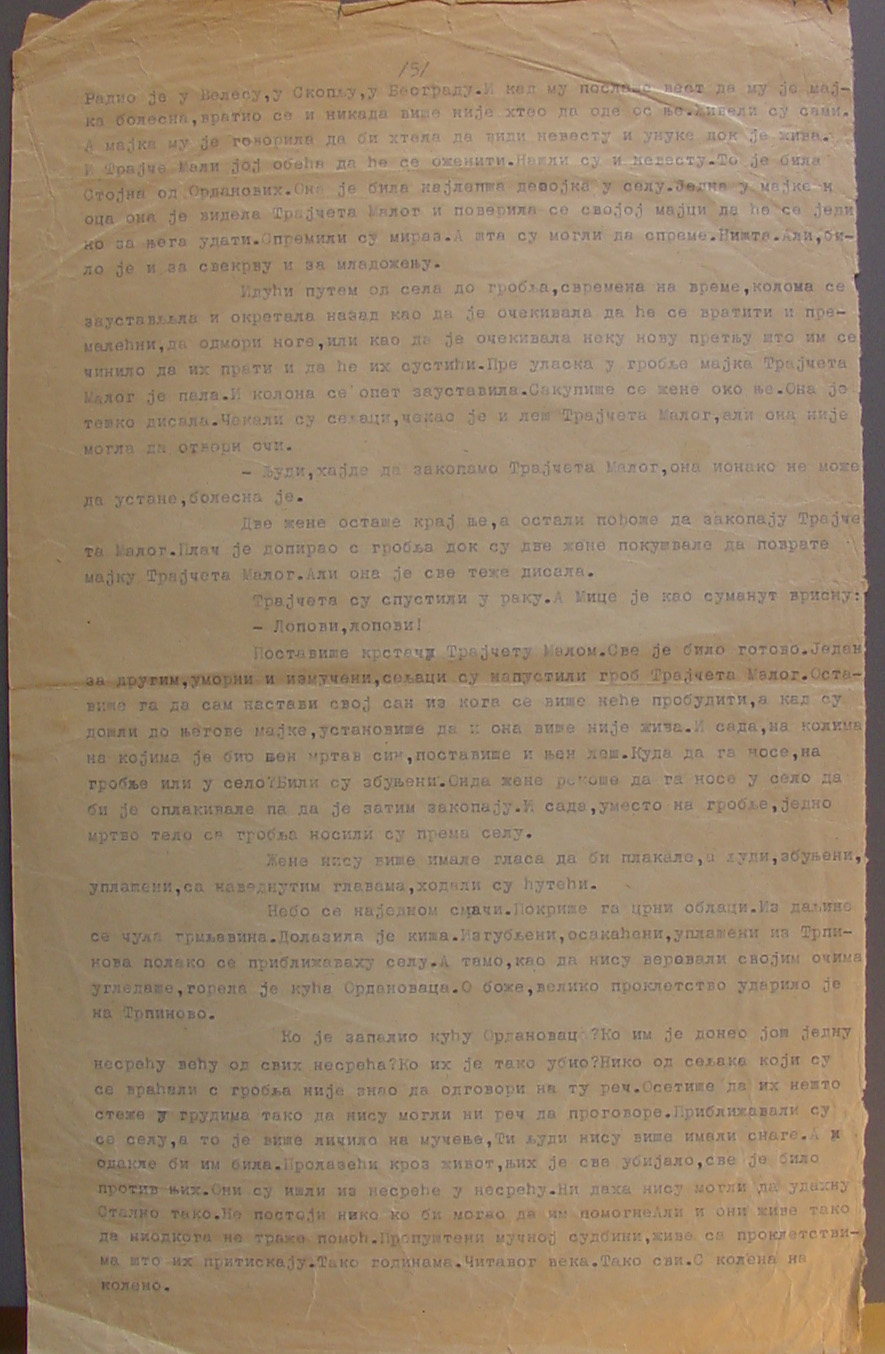 /5/
Радио је у Велесу,у Скопљу,у Београду.И кад му послаше вест да му је мај-
ка болесна,вратио се и никада више није хтео да оде ос ње.Живели су сами.
А мајка му је говорила да би хтела да види невесту и унуке док је жива.
И Трајче Мали јој обећа да ће се оженити.Нашли су и невесту.То је била
Стојна од Орданових.Она је била најлепша девојка у селу.Једна у мајке и
оца она је видела Трајчета Малог и поверила се својој мајци да ће се једи
но за њега удати.Опремили су мираз.А шта су могли да спреме.Ништа.Али,би-
ло је и за свекрву и за младожењу.
Идући путем од села до гробља,свремена на време,колома се
заустављала и окретала назад као да је очекивала да ће се вратити и пре-
малећни,да одмори ноге,или као да је очекивала неку нову претњу што им се
чинило да их прати и да ће их сустићи.Пре уласка у гробље мајка Трајчета
Малог је пала.И колона се опет зауставила.Сакупише се жене око ње.Она је
тешко дисала.Чекали су сељаци,чекао је и леш Трајчета Малог,али она није
могла да отвори очи.
- Људи,хајде да закопамо Трајчета Малог,она ионако не може
да устане,болесна је.
Две жене осташе крај ње,а остали пођоше да закопају Трајче
та Малог.Плач је допирао с гробља док су две жене покушвале да поврате
мајку Трајчета Малог.Али она је све теже дисала.
Трајчета су спустили у раку.А Мице је као суманут врисну:
- Лопови,лопови!
Поставише крстачу Трајчету Малом.Све је било готово.Један
за другим,уморни и измучени,сељаци су напустили гроб Трајчета Малог.Оста-
више га да сам настави свој сан из кога се више неће пробудити,а кад су
дошли до његове мајке,установише да и она више није жива.И сада,на колима
на којима је био њен мртав син,поставише и њен леш.Куда да га носе,на
гробље или у село?Били су збуњени.Онда жене рекоше да га носе у село да
би је оплакивале па да је затим закопају.И сада,уместо на гробље,једно
мртво тело са гробља носили су према селу.
Жене нису више имале гласа да би плакале,а људи,збуњени,
уплашени,са наведнутим главама,ходали су ћутећи.
Небо се наједном смачи.Покрише га црни облаци.Из даљине
се чула грмљавина.Долазила је киша.Изгубљени,осакаћени,уплашени из Трпи-
нова полако се приближаваху селу.А тамо,као да нису веровали својим очима
угледаше,горела је кућа Ордановаца.О боже,велико проклетство ударило је
на Трпиново.
Ко је запалио кућу Ордановац ?Ко им је донео још једну
несрећу већу од свих несрећа?Ко их је тако убио?Нико од сељака који су
се враћали с гробља није знао да одговори на ту реч.Осетише да их нешто
стеже у грудима тако да нису могли ни реч да проговоре.Приближавали су
се селу,а то је више личило на мучење,Ти људи нису више имали снаге.А и
одакле би им била.Пролазећи кроз живот,њих је све убијало,све је било
против њих.Они су ишли из несреће у несрећу.Ни даха нису могли да удахну
Стално тако.Не постоји нико ко би могао да им помогнеАли и они живе тако
да ниодкога не траже помоћ.Препуштени мучној судбини,живе са проклетстви-
ма што их притискају.Тако годинама.Читавог века.Тако сви.С колена на
колено.